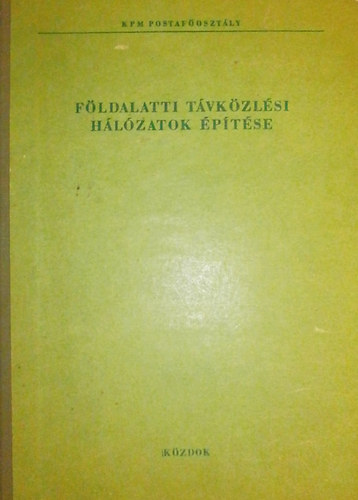 KPM POSTAFŐOSZTÁLY
FÖLDALATTI TÁVKÖZLÉSI
HÁLÓZATOK ÉPÍTÉSE
KÖZDOK